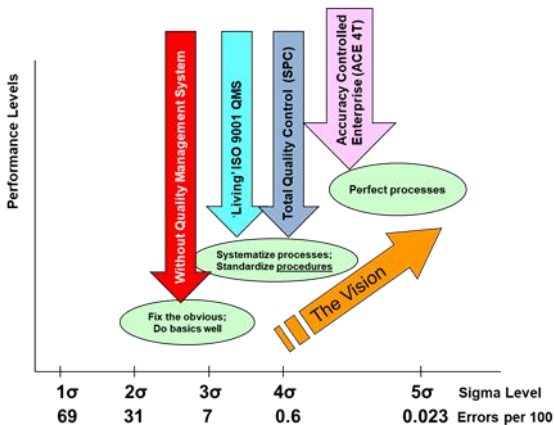 Performance Levels
Without Quality Management System
'Living' ISO 9001 QMS
Total Quality Control (SPC)
Accuracy Controlled
Enterprise (ACE 4T)
Perfect processes
Systematize processes;
Standardize procedures
Fix the obvious;
Do basics well
The Vision
1σ 2σ 3σ 4σ 5σ Sigma Level
69 31 7 0.6 0.023 Errors per 100